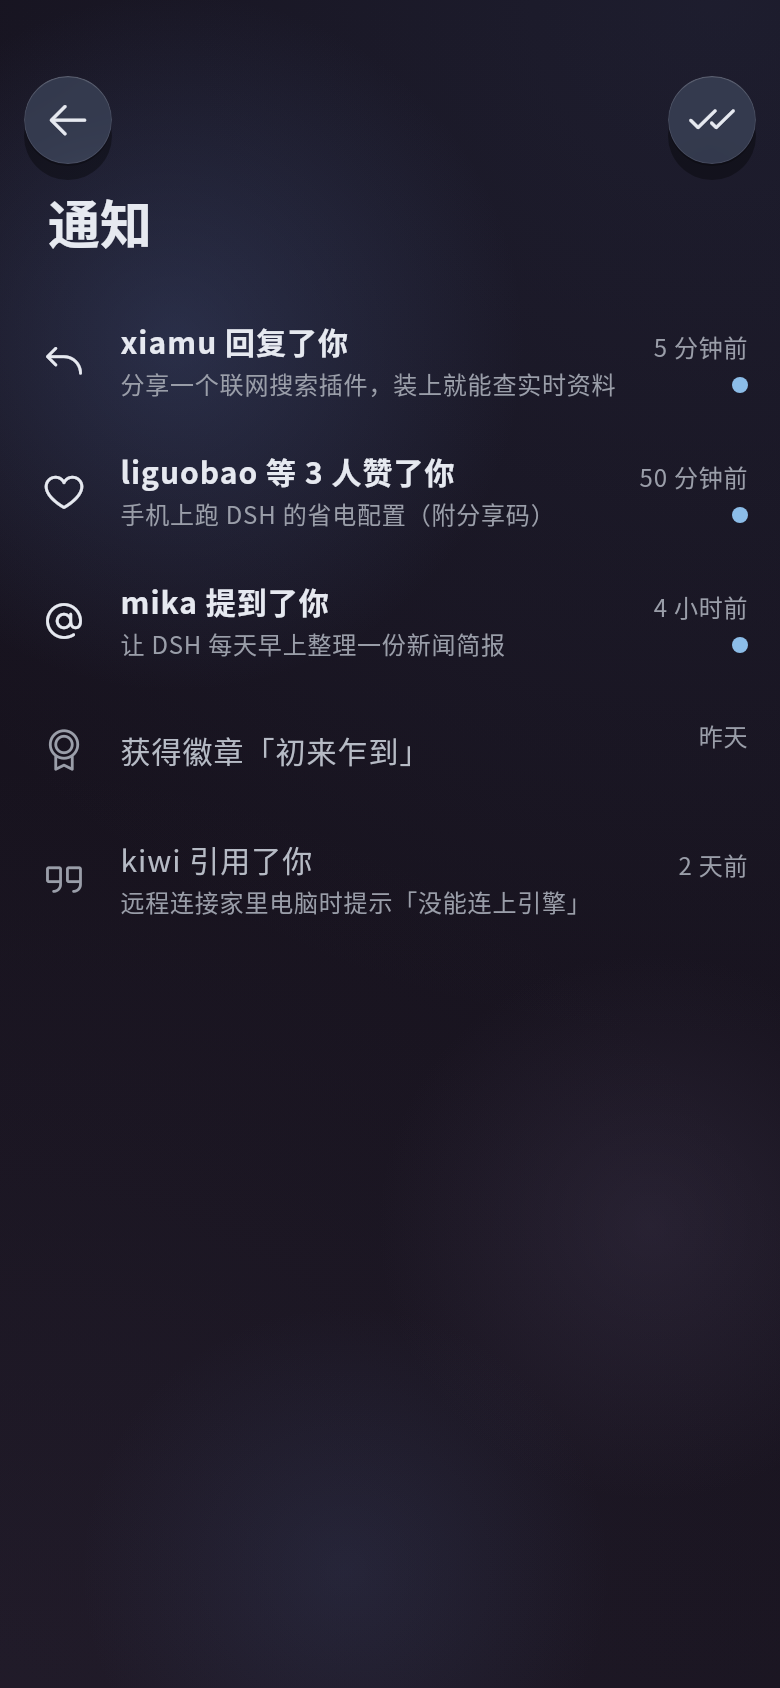 通知
xiamu 回复了你
5 分钟前
分享一个联网搜索插件，装上就能查实时资料
liguobao 等 3 人赞了你
50 分钟前
手机上跑 DSH 的省电配置（附分享码）
mika 提到了你
4 小时前
让 DSH 每天早上整理一份新闻简报
获得徽章「初来乍到」
昨天
kiwi 引用了你
2 天前
远程连接家里电脑时提示「没能连上引擎」